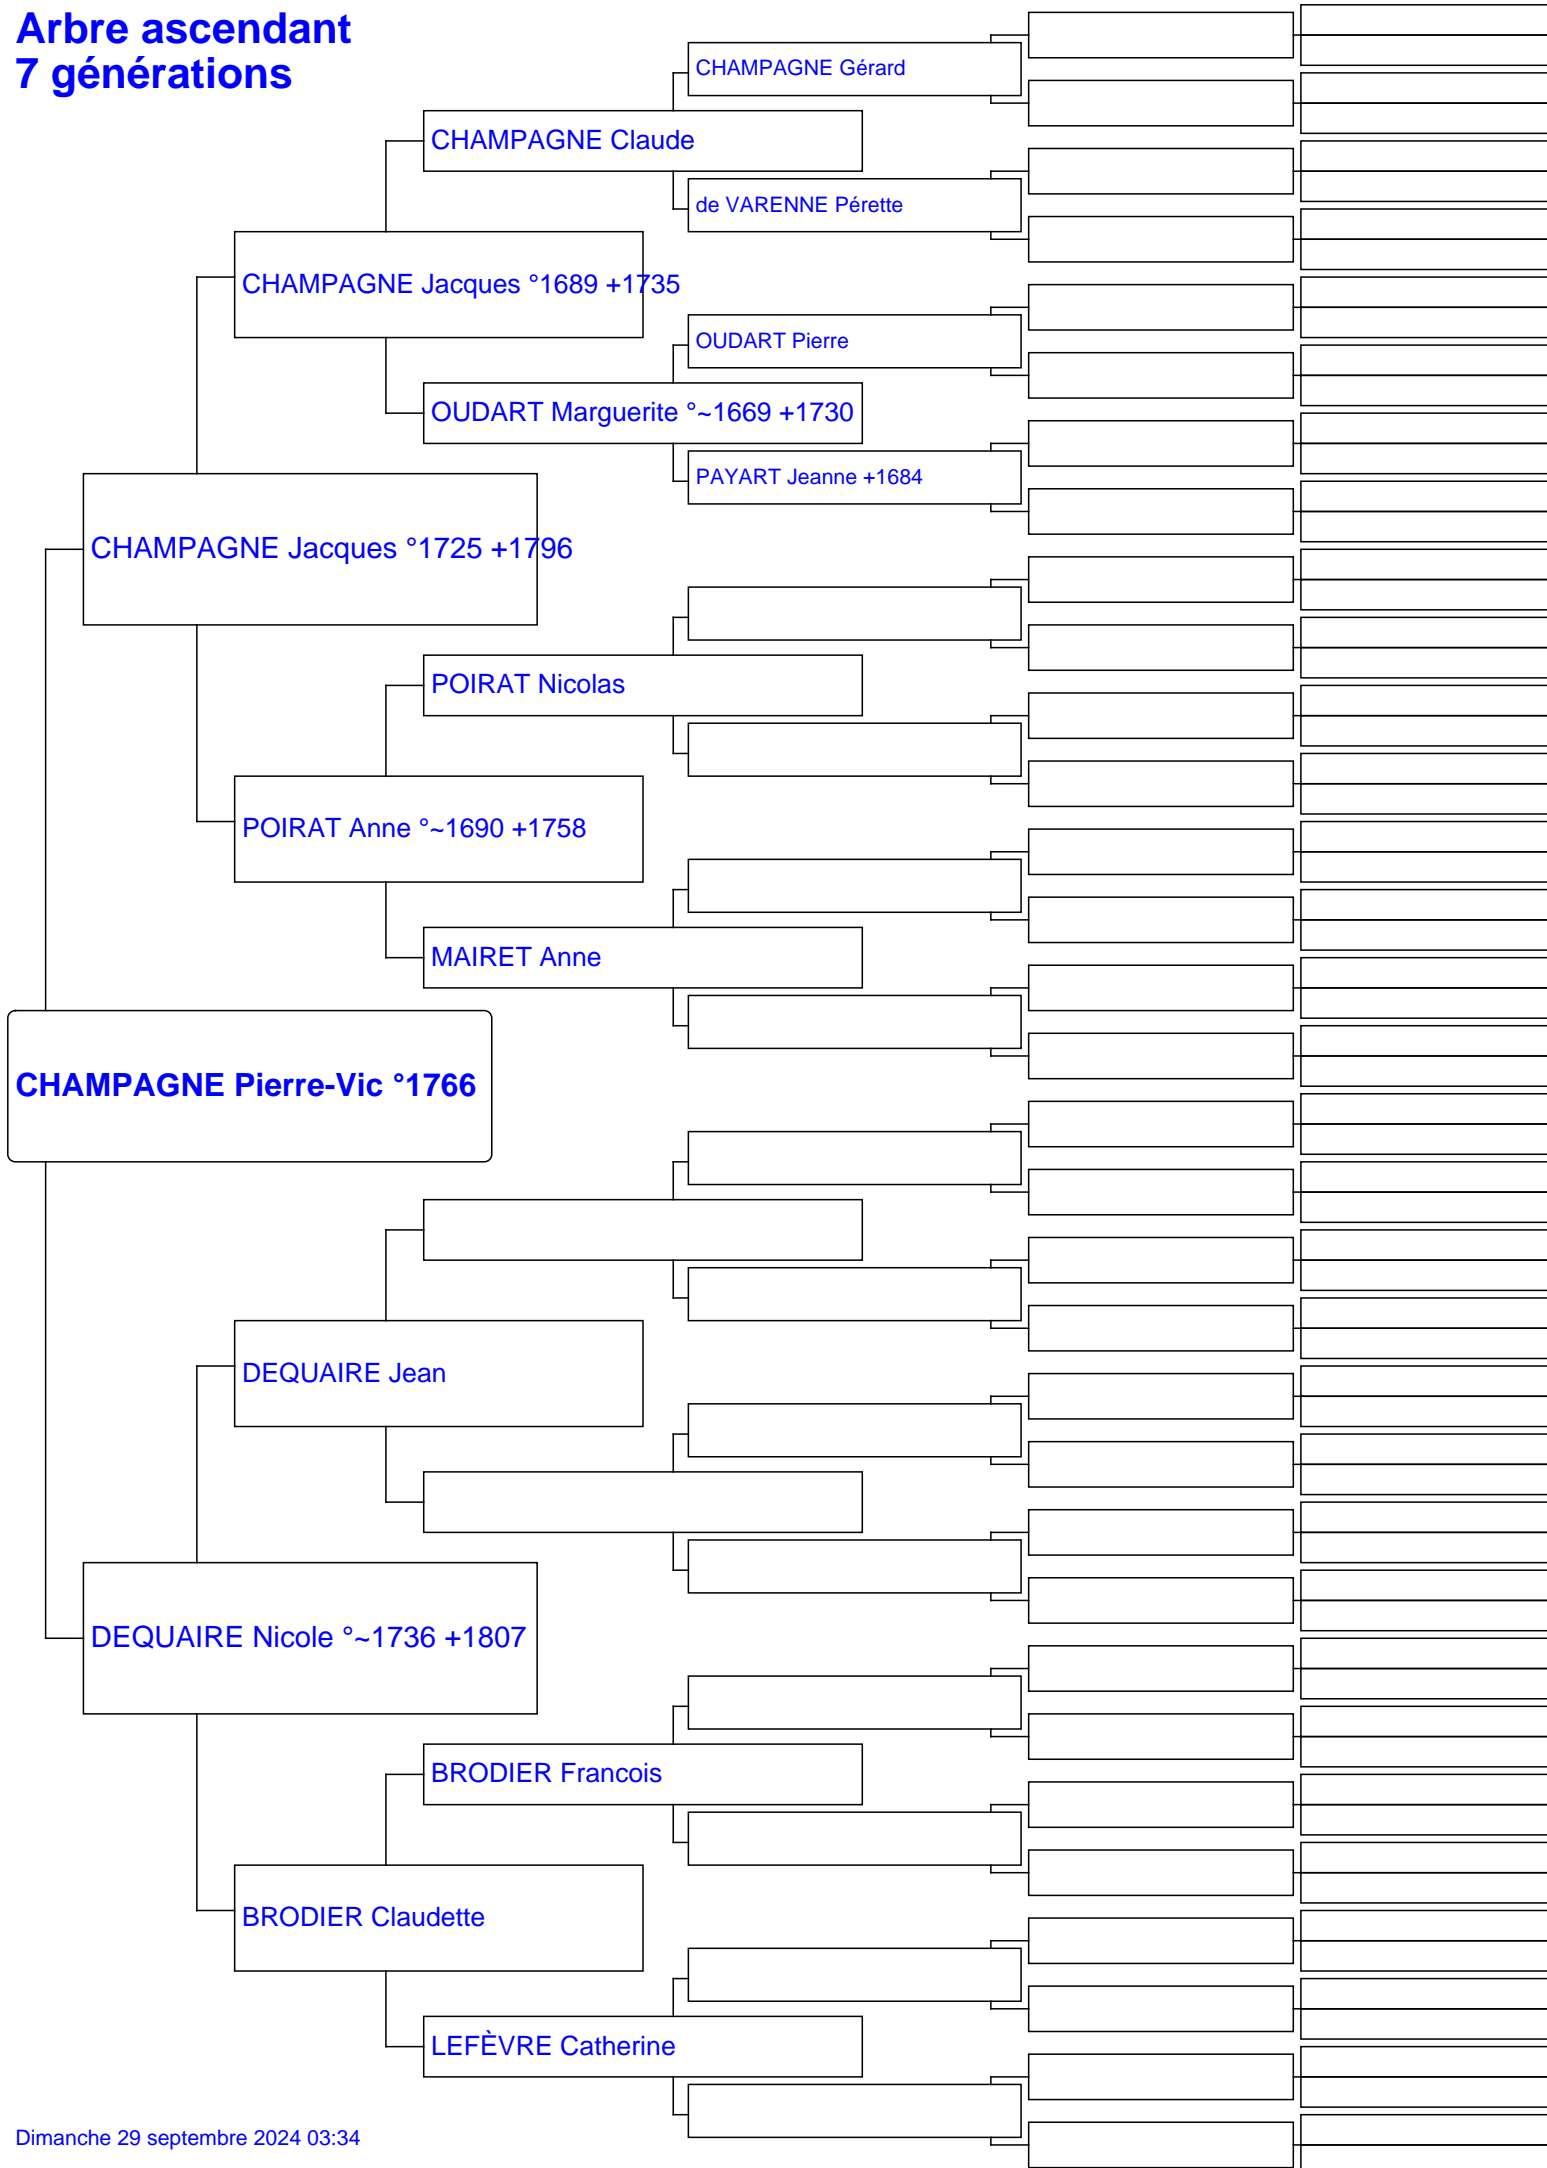 Arbre ascendant
7 générations
CHAMPAGNE Gérard
CHAMPAGNE Claude
de VARENNE Pérette
CHAMPAGNE Jacques °1689 +1735
OUDART Pierre
OUDART Marguerite °~1669 +1730
PAYART Jeanne +1684
CHAMPAGNE Jacques °1725 +1796
POIRAT Nicolas
POIRAT Anne °~1690 +1758
MAIRET Anne
CHAMPAGNE Pierre-Vic °1766
DEQUAIRE Jean
DEQUAIRE Nicole °~1736 +1807
BRODIER Francois
BRODIER Claudette
LEFÈVRE Catherine
Dimanche 29 septembre 2024 03:34